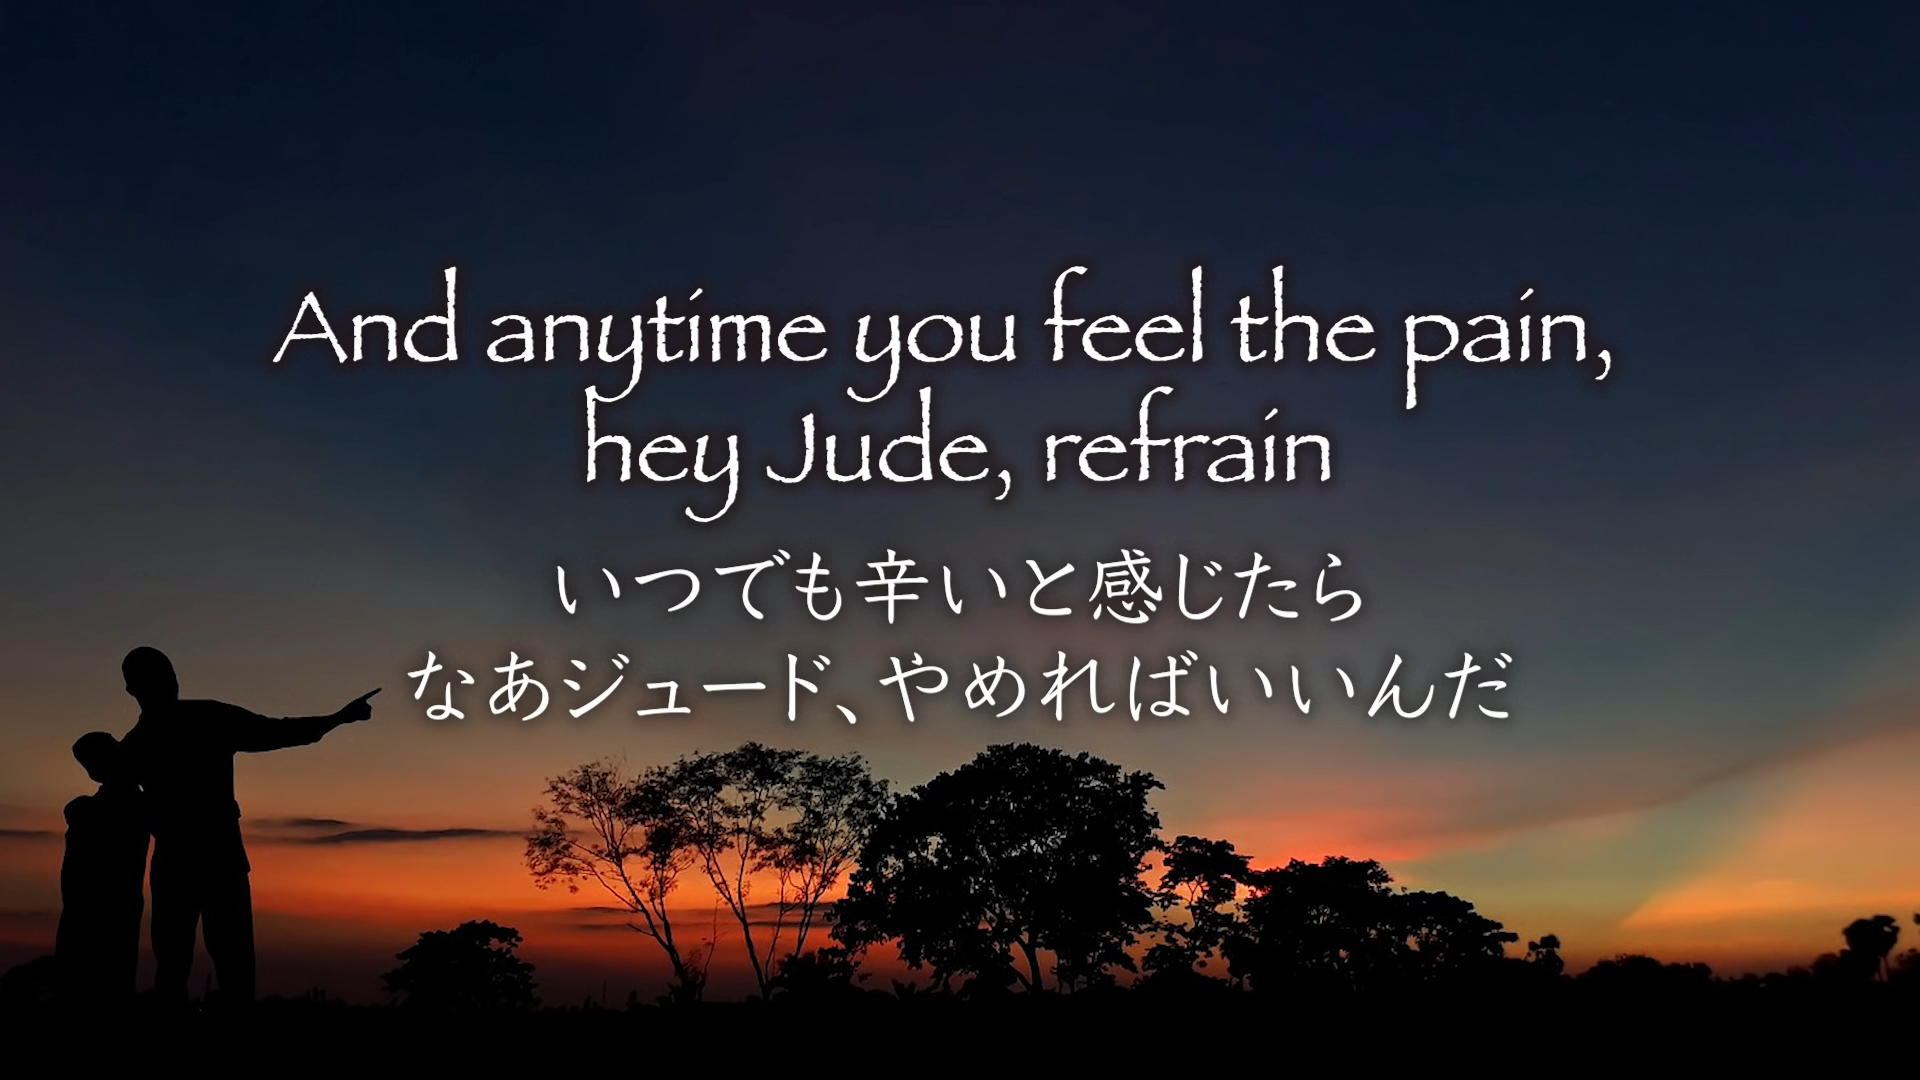 And anytime you feel the pain,
hey Jude, refrain
いつでも辛いと感じたら
なあジュード、やめればいいんだ